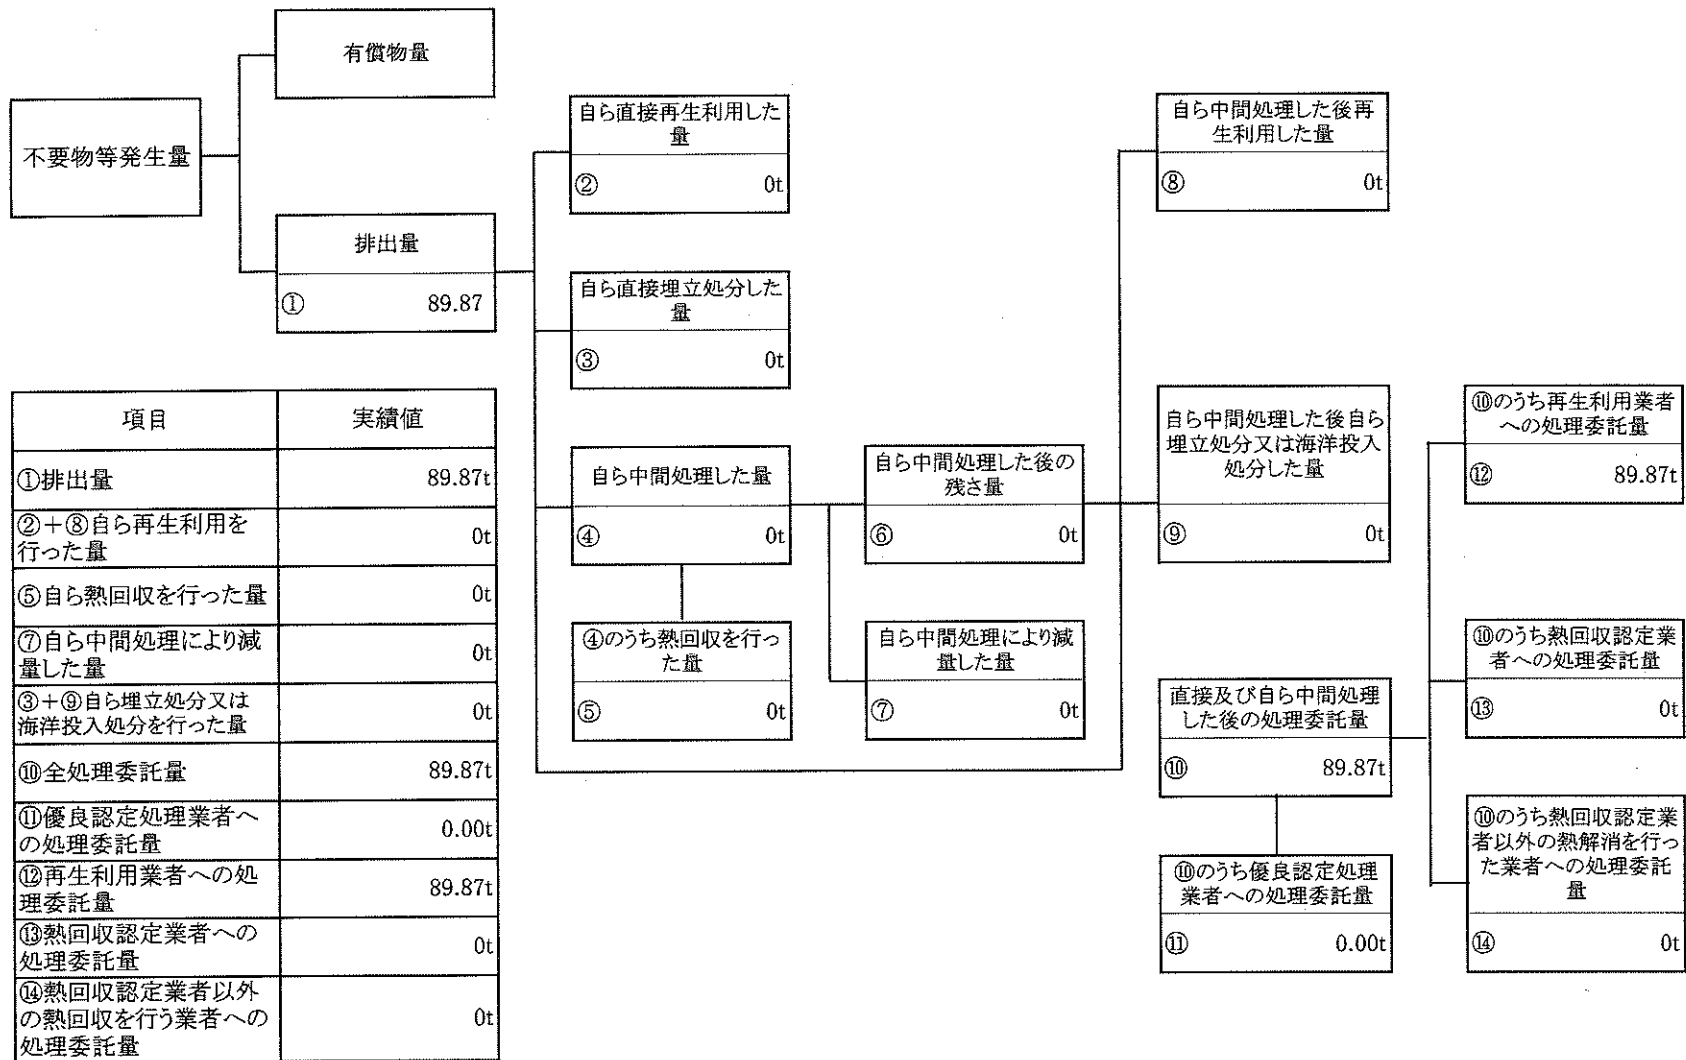 有償物量
不要物等発生量
排出量
① 89.87
自ら直接再生利用した
量
② 0t
自ら直接埋立処分した
量
③ 0t
自ら中間処理した量
④ 0t
④のうち熱回収を行っ
た量
⑤ 0t
自ら中間処理した後の
残さ量
⑥ 0t
自ら中間処理により減
量した量
⑦ 0t
自ら中間処理した後再
生利用した量
⑧ 0t
自ら中間処理した後自ら
埋立処分又は海洋投入
処分した量
⑨ 0t
直接及び自ら中間処理
した後の処理委託量
⑩ 89.87t
⑩のうち優良認定処理
業者への処理委託量
⑪ 0.00t
⑩のうち再生利用業者
への処理委託量
⑫ 89.87t
⑩のうち熱回収認定業
者への処理委託量
⑬ 0t
⑩のうち熱回収認定業
者以外の熱解消を行っ
た業者への処理委託
量
⑭ 0t
項目 実績値
①排出量 89.87t
②+⑧自ら再生利用を
行った量 0t
⑤自ら熱回収を行った量 0t
⑦自ら中間処理により減
量した量 0t
③+⑨自ら埋立処分又は
海洋投入処分を行った量 0t
⑩全処理委託量 89.87t
⑪優良認定処理業者へ
の処理委託量 0.00t
⑫再生利用業者への処
理委託量 89.87t
⑬熱回収認定業者への
処理委託量 0t
⑭熱回収認定業者以外
の熱回収を行う業者への
処理委託量 0t